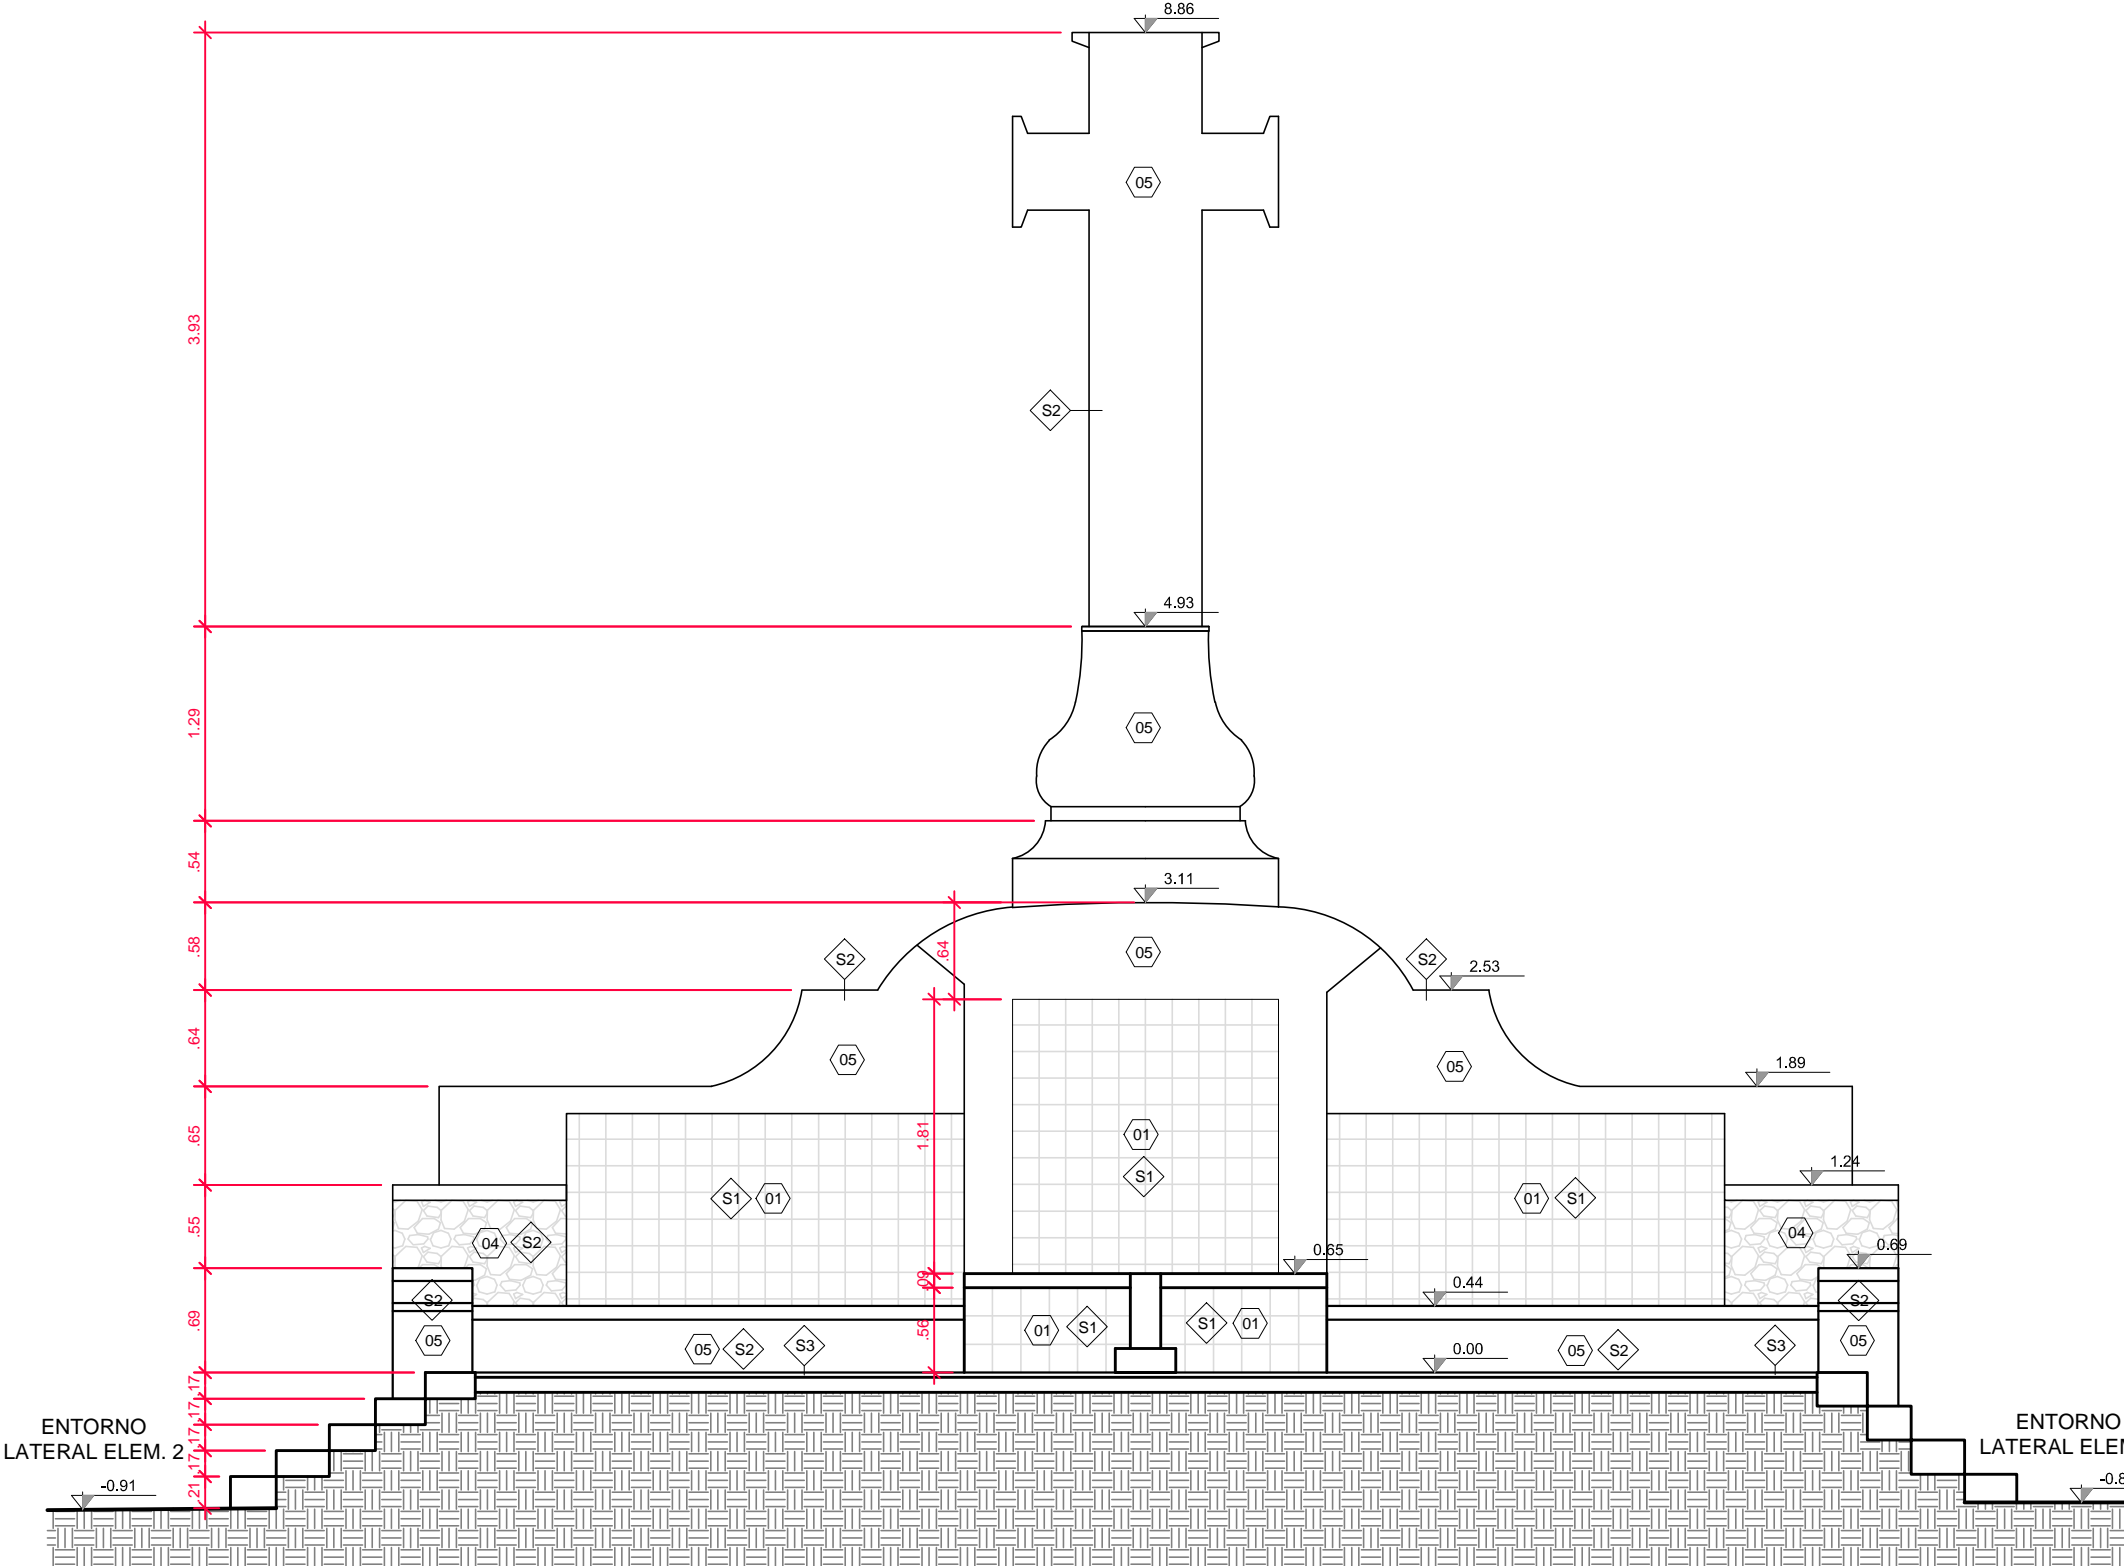 8.86
05
3.93
S2
4.93
1.29
05
.54
3.11
.58
.64
05
S2
S2
2.53
.64
05
05
1.89
.65
1.81
01
S1
S1
01
01
S1
1.24
.55
04
S2
04
0.69
0.65
.09
0.44
S2
S2
.69
05
.56
01
S1
S1
01
05
05
S2
S3
0.00
05
S2
S3
.17
.17
.17
.17
.21
ENTORNO
LATERAL ELEM. 2
-0.91
ENTORNO
LATERAL ELEM
-0.8